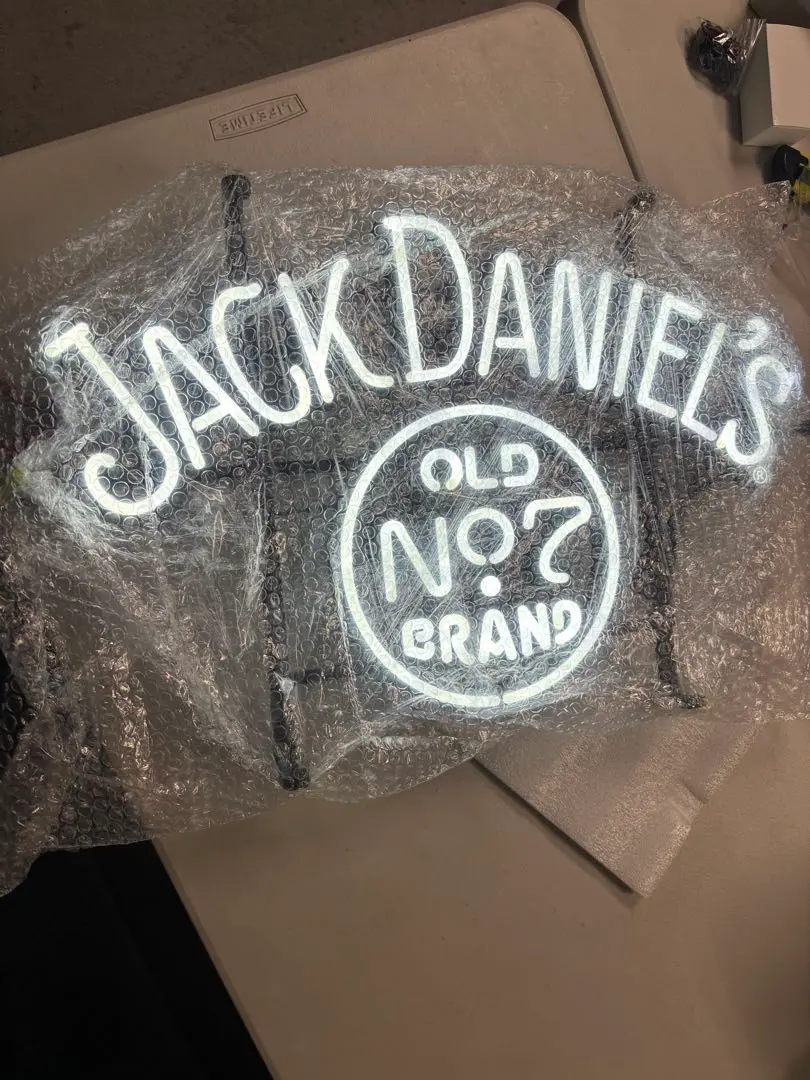 LIFETIME
JACK DANIEL'S®
OLD
Nº.7
BRAND